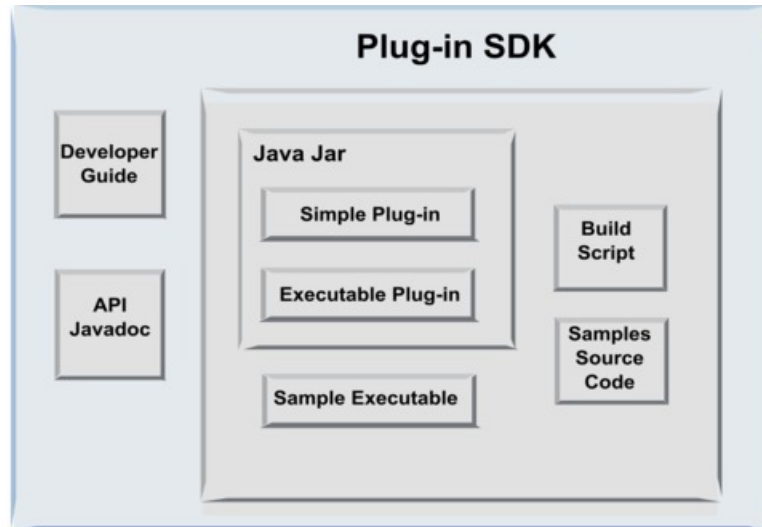 Plug-in SDK
Developer
Guide
API
Javadoc
Java Jar
Simple Plug-in
Executable Plug-in
Sample Executable
Build
Script
Samples
Source
Code